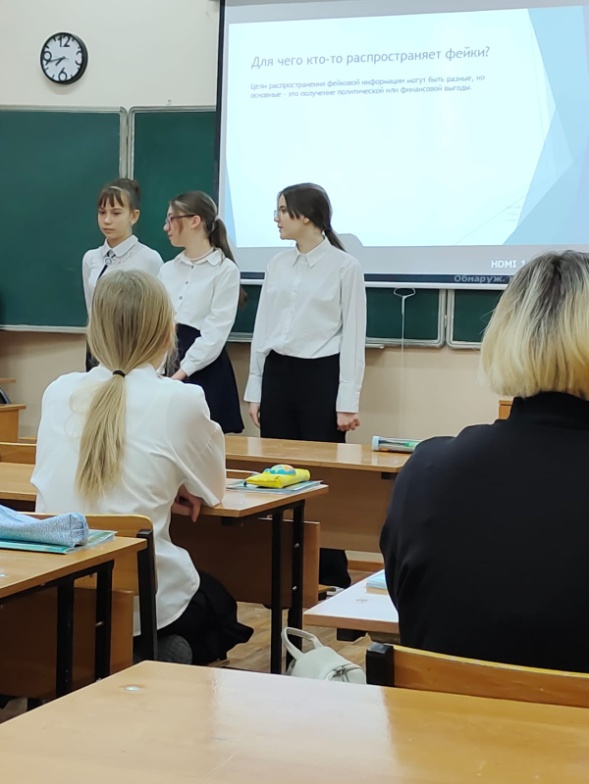 Для чего кто-то распространяет фейки?
Цели распространения фейковой информации могут быть разные, но
основные - это получение политической или финансовой выгоды.
HDMI 1
Обнаруж.